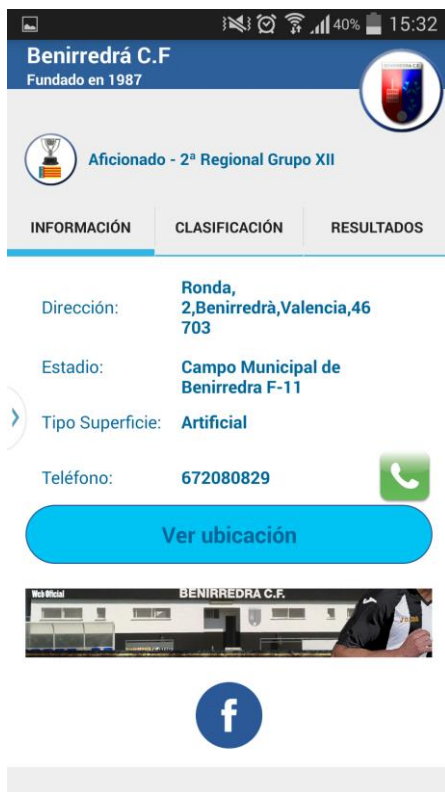 40% 15:32
Benirredrá C.F
Fundado en 1987
BENIRREDRA C.F.
Aficionado - 2ª Regional Grupo XII
INFORMACIÓN CLASIFICACIÓN RESULTADOS
Dirección: Ronda,
2,Benirredrà,Valencia,46
703
Estadio: Campo Municipal de
Benirredra F-11
Tipo Superficie: Artificial
Teléfono: 672080829
Ver ubicación
Web Oficial BENIRREDRA C.F.
f